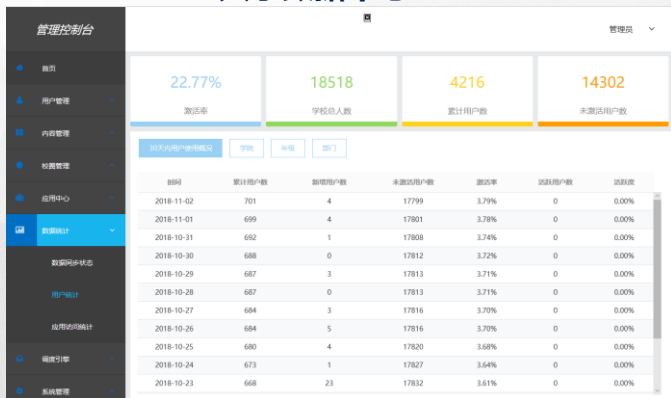 管理控制台
管理员
首页
用户管理
内容管理
校园管理
应用中心
数据统计
数据同步状态
用户统计
应用访问统计
调度引擎
系统管理
22.77%
激活率
18518
学校总人数
4216
累计用户数
14302
未激活用户数
30天内用户使用概况 学院 年级 部门
时间 累计用户数 新增用户数 未激活用户数 激活率 活跃用户数 活跃度
2018-11-02 701 4 17799 3.79% 0 0.00%
2018-11-01 699 4 17801 3.78% 0 0.00%
2018-10-31 692 1 17808 3.74% 0 0.00%
2018-10-30 688 0 17812 3.72% 0 0.00%
2018-10-29 687 3 17813 3.71% 0 0.00%
2018-10-28 687 0 17813 3.71% 0 0.00%
2018-10-27 684 3 17816 3.70% 0 0.00%
2018-10-26 684 5 17816 3.70% 0 0.00%
2018-10-25 680 4 17820 3.68% 0 0.00%
2018-10-24 673 1 17827 3.64% 0 0.00%
2018-10-23 668 23 17832 3.61% 0 0.00%